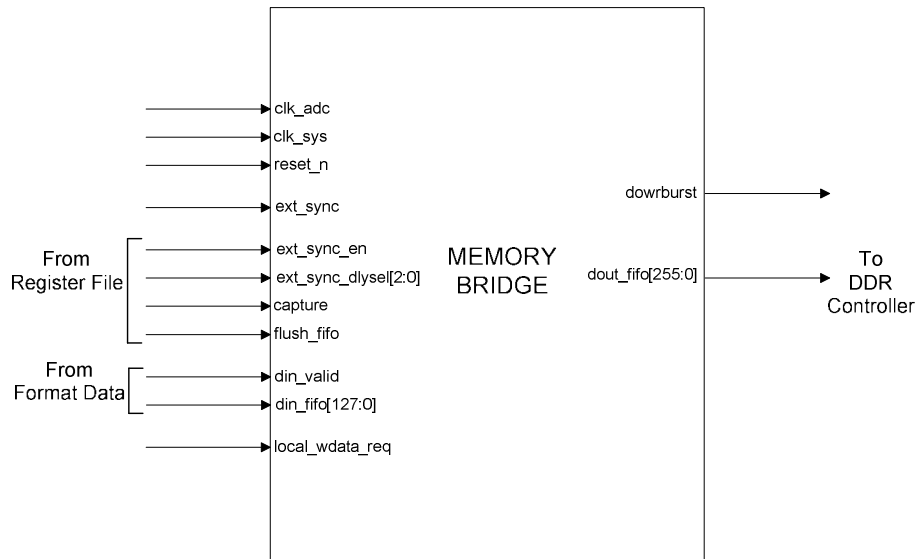 clk_adc
clk_sys
reset_n
ext_sync
From
Register File
ext_sync_en
ext_sync_dlysel[2:0]
capture
flush_fifo
From
Format Data
din_valid
din_fifo[127:0]
local_wdata_req
MEMORY
BRIDGE
dowrburst
dout_fifo[255:0]
To
DDR
Controller